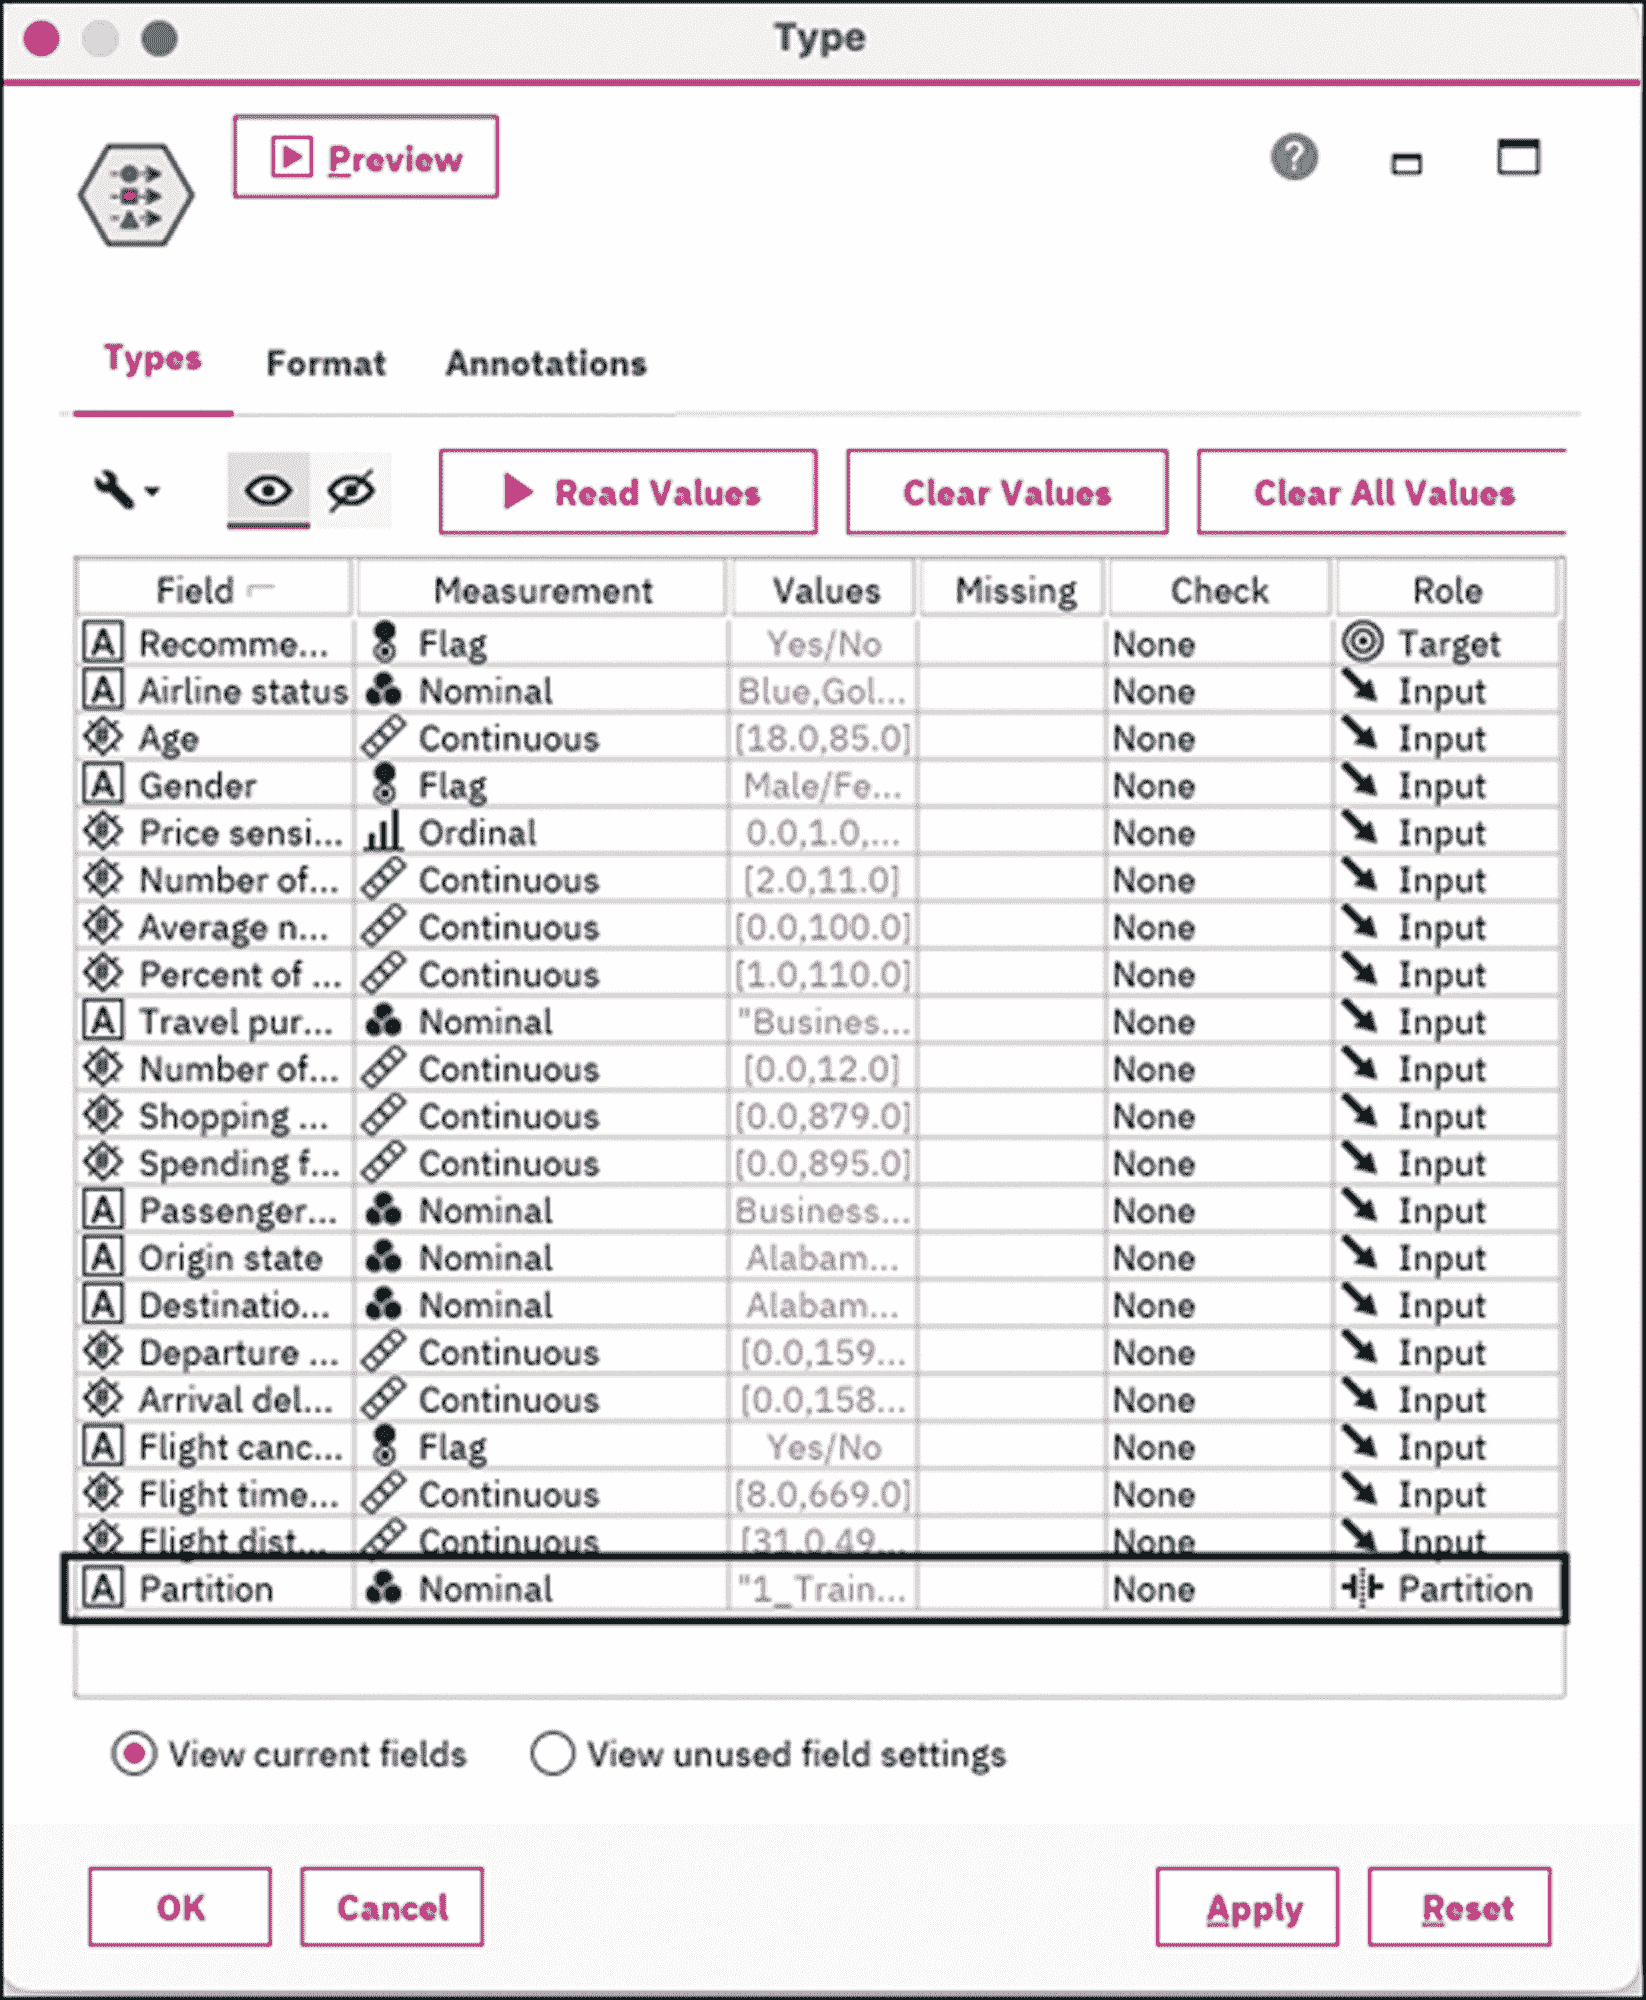 Type
Preview
Types Format Annotations
Read Values Clear Values Clear All Values
Field Measurement Values Missing Check Role
A Recomme... Flag Yes/No None Target
A Airline status Nominal Blue,Gol... None Input
Age Continuous [18.0,85.0] None Input
A Gender Flag Male/Fe... None Input
Price sensi... Ordinal 0.0,1.0,... None Input
Number of... Continuous [2.0,11.0] None Input
Average n... Continuous [0.0,100.0] None Input
Percent of ... Continuous [1.0,110.0] None Input
A Travel pur... Nominal "Busines... None Input
Number of... Continuous [0.0,12.0] None Input
Shopping ... Continuous [0.0,879.0] None Input
Spending f... Continuous [0.0,895.0] None Input
A Passenger... Nominal Business... None Input
A Origin state Nominal Alabam... None Input
A Destinatio... Nominal Alabam... None Input
Departure ... Continuous [0.0,159... None Input
Arrival del... Continuous [0.0,158... None Input
A Flight canc... Flag Yes/No None Input
Flight time... Continuous [8.0,669.0] None Input
Flight dist... Continuous [31.0,49... None Input
A Partition Nominal "1_Train... None Partition
View current fields View unused field settings
OK Cancel Apply Reset